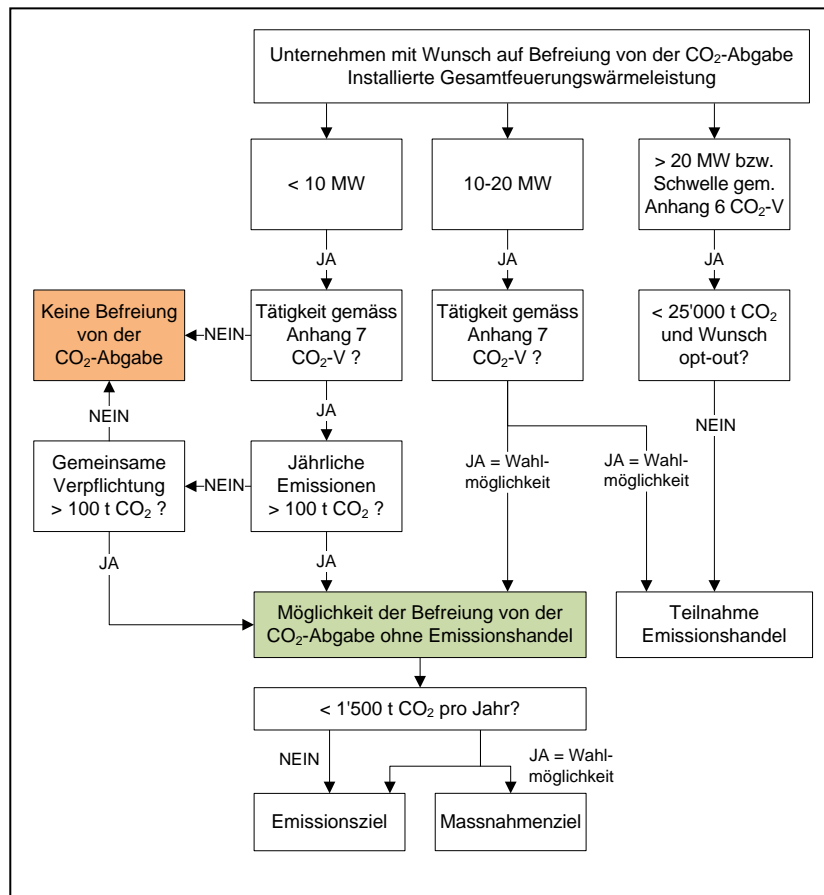 Unternehmen mit Wunsch auf Befreiung von der CO₂-Abgabe
Installierte Gesamtfeuerungswärmeleistung
< 10 MW
10-20 MW
> 20 MW bzw.
Schwelle gem.
Anhang 6 CO₂-V
JA
JA
JA
Keine Befreiung
von der
CO₂-Abgabe
NEIN
Tätigkeit gemäss
Anhang 7
CO₂-V ?
Tätigkeit gemäss
Anhang 7
CO₂-V ?
< 25'000 t CO₂
und Wunsch
opt-out?
NEIN
JA
NEIN
Gemeinsame
Verpflichtung
> 100 t CO₂ ?
NEIN
Jährliche
Emissionen
> 100 t CO₂ ?
JA = Wahl-
möglichkeit
JA = Wahl-
möglichkeit
JA
JA
Möglichkeit der Befreiung von der
CO₂-Abgabe ohne Emissionshandel
Teilnahme
Emissionshandel
< 1'500 t CO₂ pro Jahr?
NEIN
JA = Wahl-
möglichkeit
Emissionsziel
Massnahmenziel